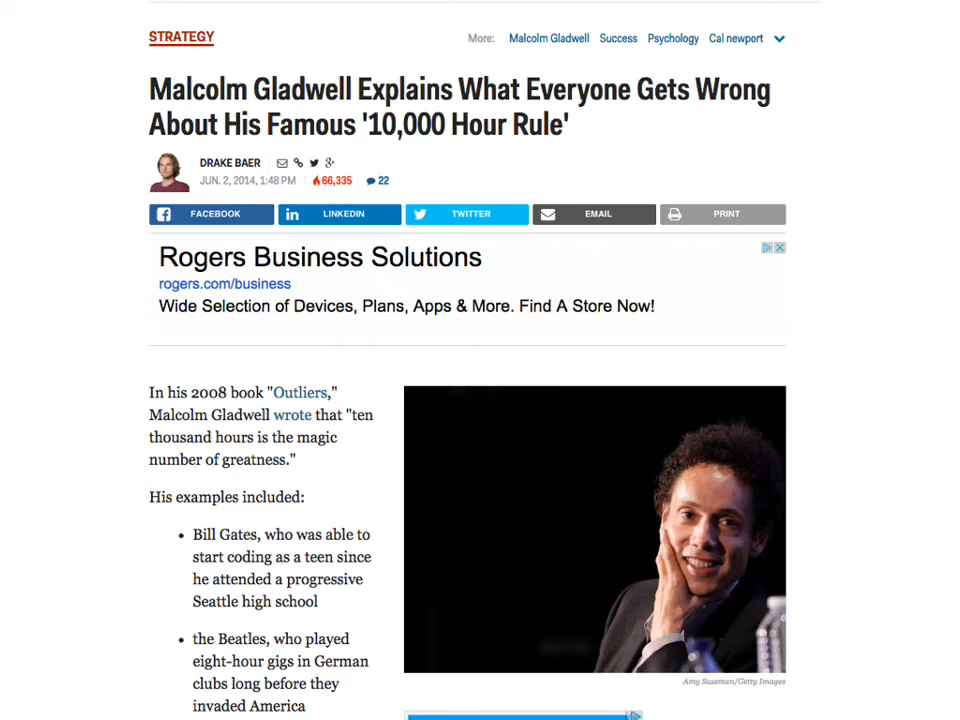 STRATEGY
More: Malcolm Gladwell Success Psychology Cal newport
Malcolm Gladwell Explains What Everyone Gets Wrong
About His Famous '10,000 Hour Rule'
DRAKE BAER
JUN. 2, 2014, 1:48 PM 66,335 22
FACEBOOK LINKEDIN TWITTER EMAIL PRINT
Rogers Business Solutions
rogers.com/business
Wide Selection of Devices, Plans, Apps & More. Find A Store Now!
In his 2008 book "Outliers,"
Malcolm Gladwell wrote that "ten
thousand hours is the magic
number of greatness."
His examples included:
• Bill Gates, who was able to
start coding as a teen since
he attended a progressive
Seattle high school
• the Beatles, who played
eight-hour gigs in German
clubs long before they
invaded America
Amy Sussman/Getty Images